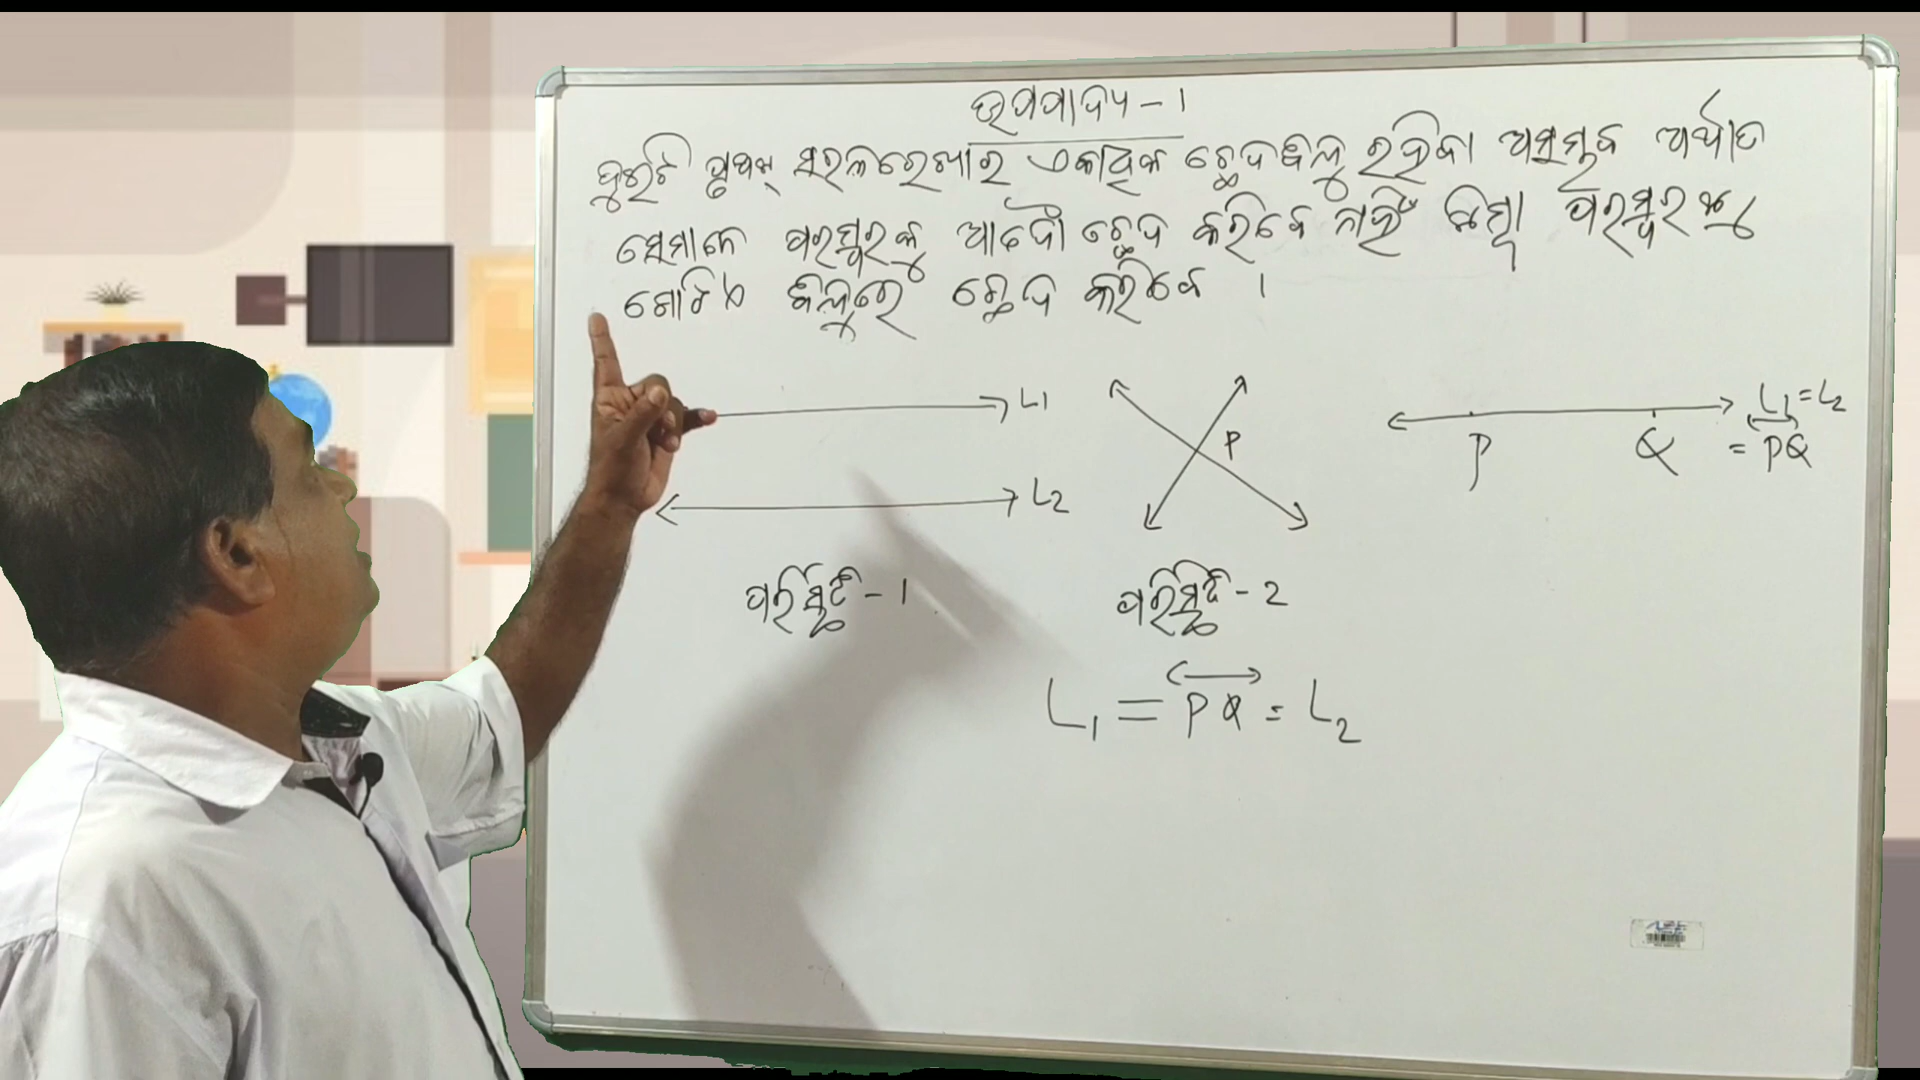 ଉପପାଦ୍ୟ - 1
ଦୁଇଟି ପୃଥକ୍ ସରଳରେଖାର ଏକାଧିକ ଛେଦବିନ୍ଦୁ ରହିବା ଅସମ୍ଭବ ଅର୍ଥାତ
ସେମାନେ ପରସ୍ପରକୁ ଆଦୌ ଛେଦ କରିବେ ନାହିଁ କିମ୍ବା ପରସ୍ପରକୁ
ଗୋଟିଏ ବିନ୍ଦୁରେ ଛେଦ କରିବେ ।
L1
L2
P
P
Q
L1 = L2
= PQ
ପରିସ୍ଥିତି - 1
ପରିସ୍ଥିତି - 2
L1 = PQ = L2